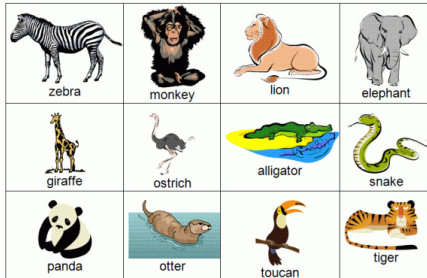 zebra
monkey
lion
elephant
giraffe
ostrich
alligator
snake
panda
otter
toucan
tiger